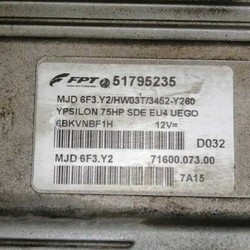 FPT 51795235
MJD 6F3.Y2/HW03T/3452-Y260
YPSILON 75HP SDE EU4 UEGO
6BKVNBF1H 12V=
D032
MJD 6F3.Y2 71600.073.00
7A15